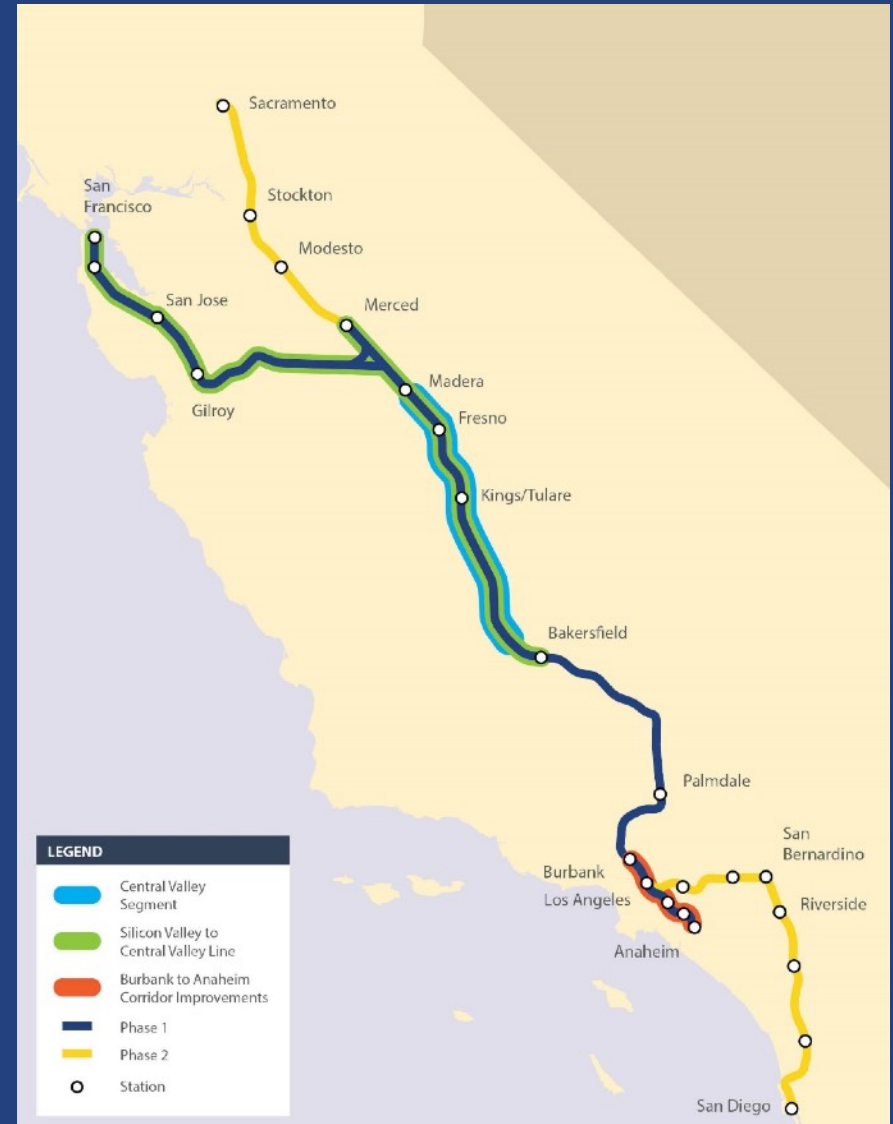 Sacramento
San
Francisco
Stockton
Modesto
San Jose
Merced
Gilroy
Madera
Fresno
Kings/Tulare
Bakersfield
Palmdale
San
Bernardino
Burbank
Los Angeles
Riverside
Anaheim
San Diego
LEGEND
Central Valley
Segment
Silicon Valley to
Central Valley Line
Burbank to Anaheim
Corridor Improvements
Phase 1
Phase 2
Station